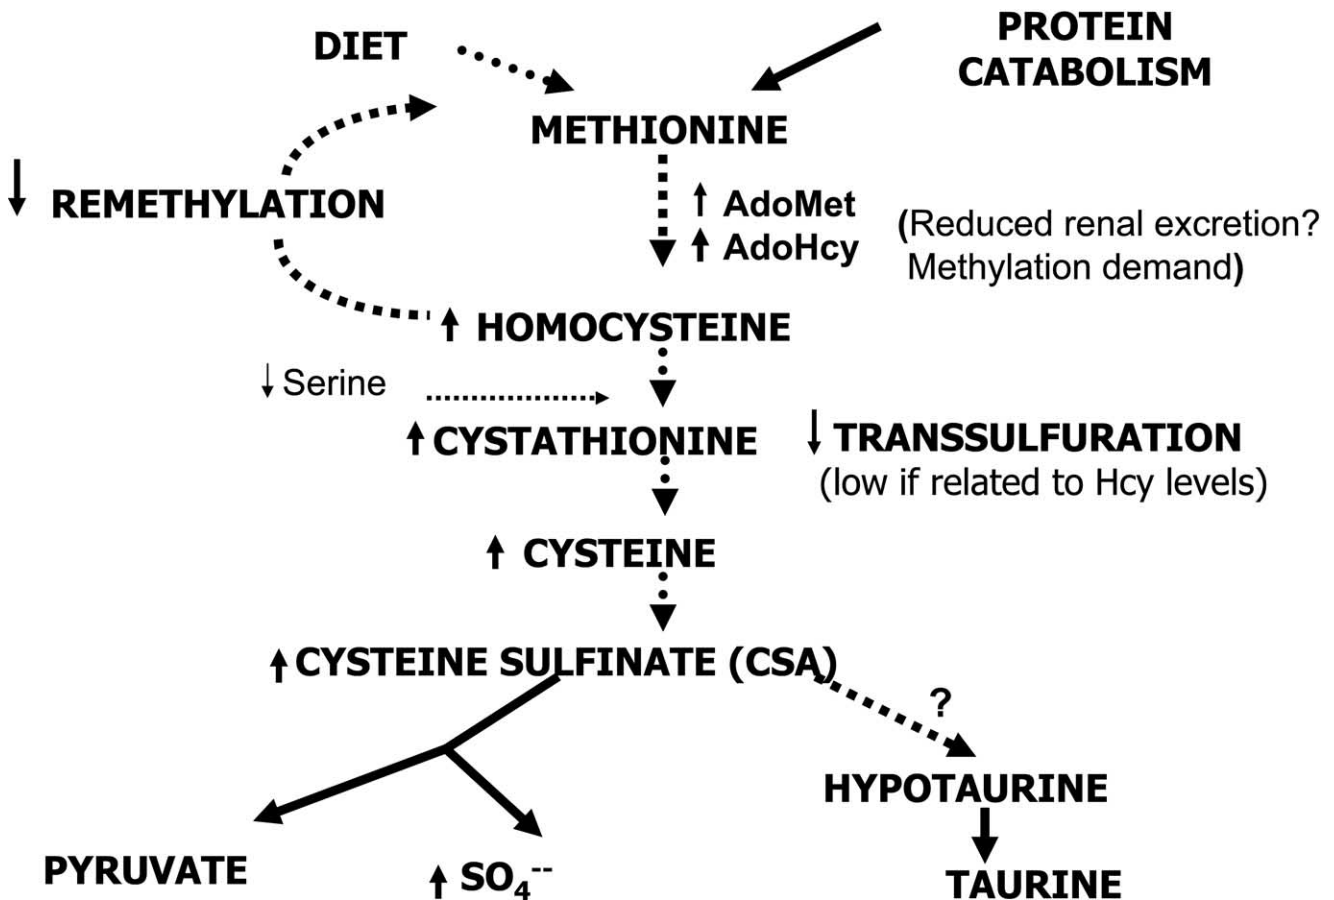 DIET
PROTEIN
CATABOLISM
METHIONINE
↓ REMETHYLATION
↑ AdoMet
↑ AdoHcy
(Reduced renal excretion?
Methylation demand)
↑ HOMOCYSTEINE
↓ Serine
↑ CYSTATHIONINE
↓ TRANSSULFURATION
(low if related to Hcy levels)
↑ CYSTEINE
↑ CYSTEINE SULFINATE (CSA)
?
HYPOTAURINE
PYRUVATE
↑ SO₄⁻⁻
TAURINE